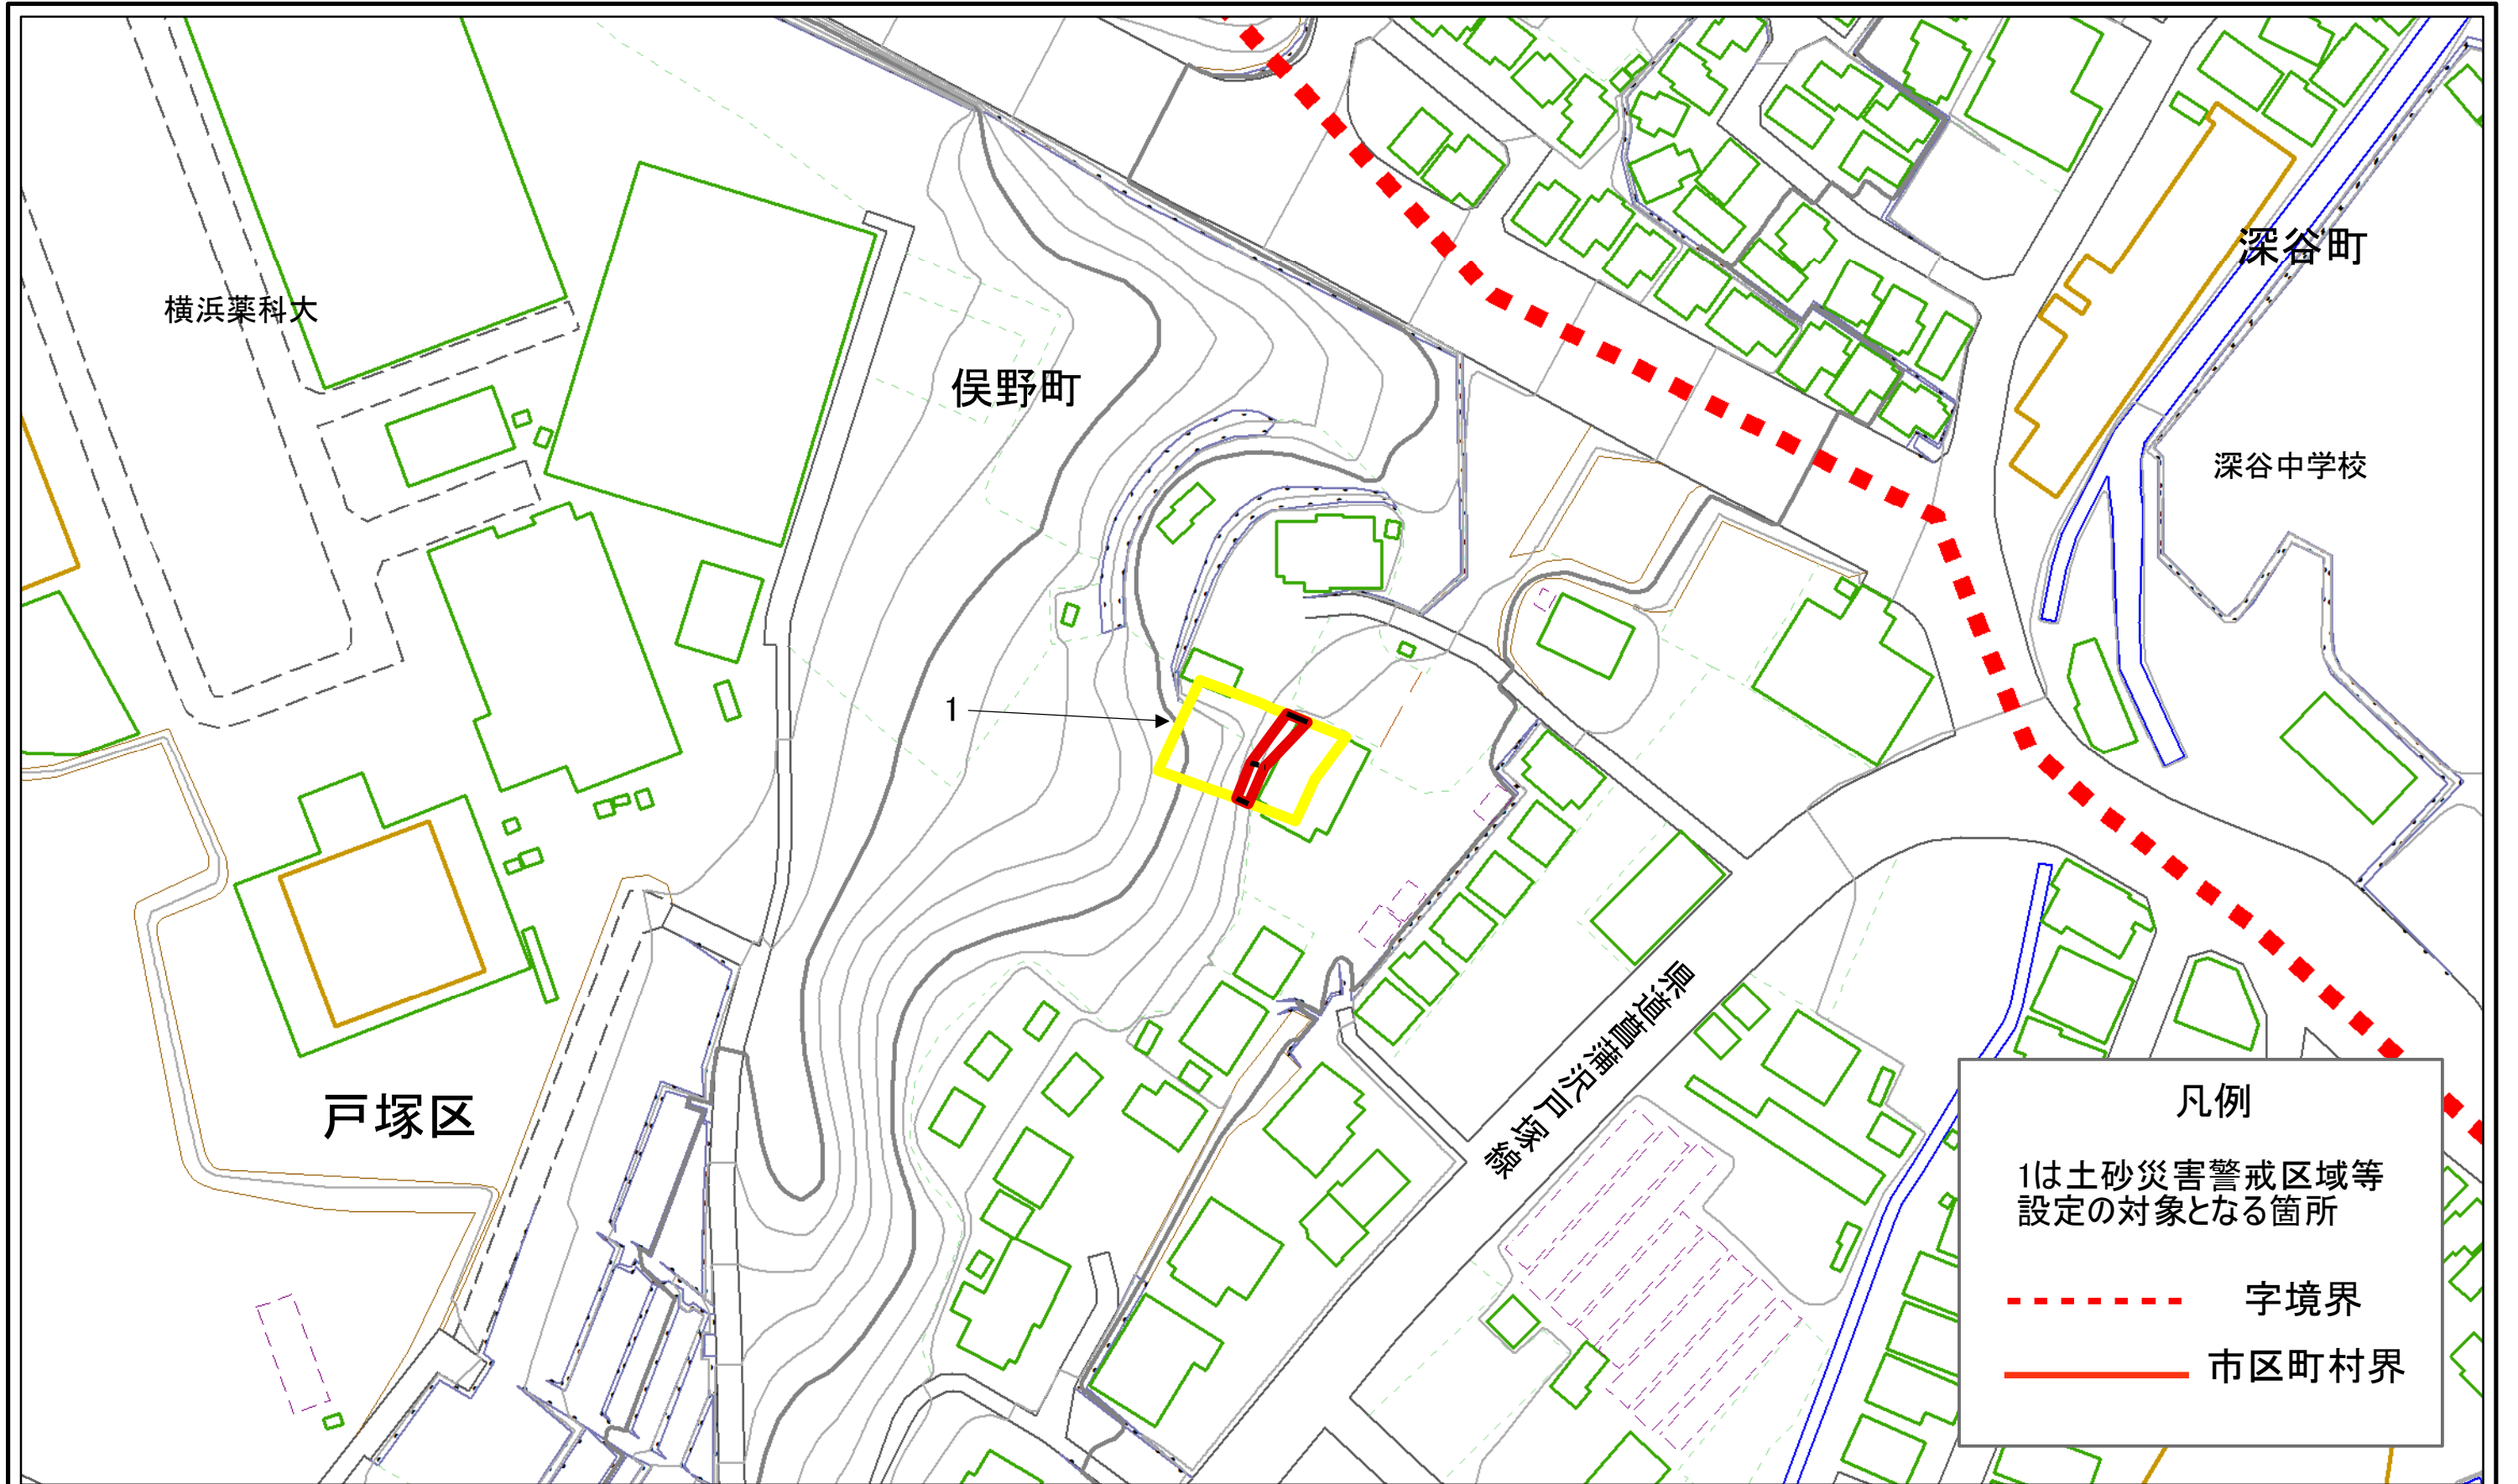 深谷町
横浜薬科大
俣野町
深谷中学校
1
県道菖蒲沢戸塚線
戸塚区
凡例
1は土砂災害警戒区域等
設定の対象となる箇所
字境界
市区町村界